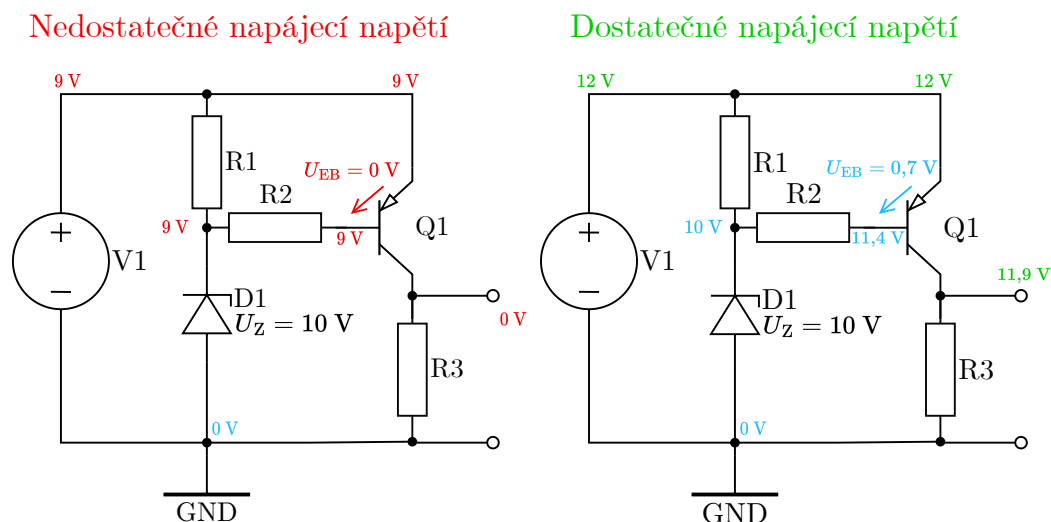 Nedostatečné napájecí napětí
9 V
9 V
R1
U_EB = 0 V
R2
9 V
9 V
Q1
V1
D1
U_Z = 10 V
0 V
R3
0 V
GND
Dostatečné napájecí napětí
12 V
12 V
R1
U_EB = 0,7 V
R2
10 V
11,4 V
Q1
V1
11,9 V
D1
U_Z = 10 V
R3
0 V
GND